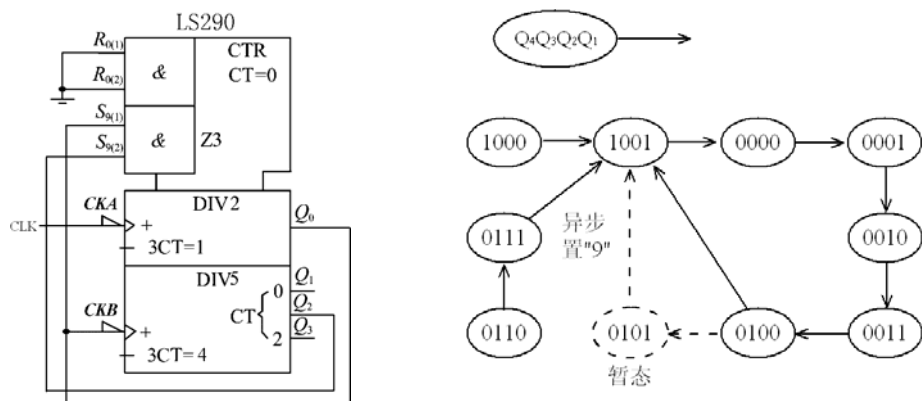 LS290
R0(1)
R0(2)
S9(1)
S9(2)
&
&
CTR
CT=0
Z3
DIV2
CLK
CKA
+
3CT=1
Q0
DIV5
CKB
+
3CT=4
CT
0
2
Q1
Q2
Q3
Q4Q3Q2Q1
1000
1001
0000
0001
0111
异步
置"9"
0010
0110
0101
0100
0011
暂态